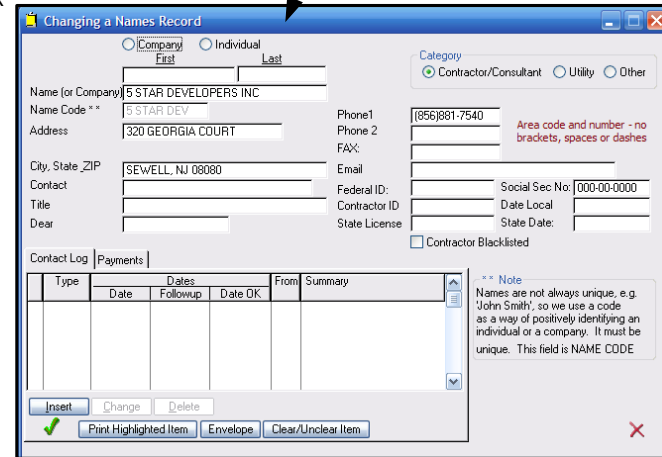 Changing a Names Record
Company Individual
First Last
Category
Contractor/Consultant Utility Other
Name (or Company) 5 STAR DEVELOPERS INC
Name Code * * 5 STAR DEV
Address 320 GEORGIA COURT
City, State ,ZIP SEWELL, NJ 08080
Contact
Title
Dear
Phone1 (856)881-7540
Phone 2
FAX:
Area code and number - no
brackets, spaces or dashes
Email
Federal ID: Social Sec No: 000-00-0000
Contractor ID Date Local
State License State Date:
Contractor Blacklisted
Contact Log Payments
Type Dates From Summary
Date Followup Date OK
* * Note
Names are not always unique, e.g.
'John Smith', so we use a code
as a way of positively identifying an
individual or a company. It must be
unique. This field is NAME CODE
Insert Change Delete
Print Highlighted Item Envelope Clear/Unclear Item